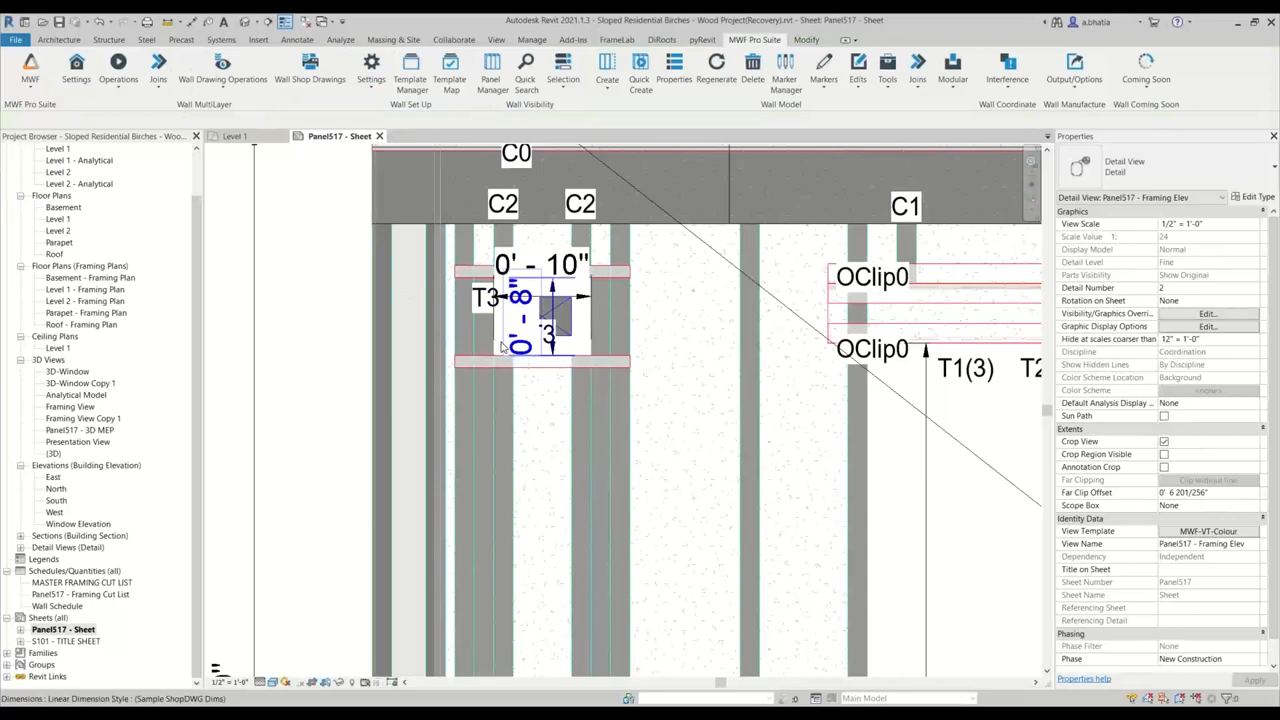 Autodesk Revit 2021.1.3 - Sloped Residential Birches - Wood Project(Recovery).rvt - Sheet: Panel517 - Sheet
a.bhatia
File Architecture Structure Steel Precast Systems Insert Annotate Analyze Massing & Site Collaborate View Manage Add-Ins FrameLab DiRoots pyRevit MWF Pro Suite Modify
MWF Settings Operations Joins Wall Drawing Operations Wall Shop Drawings Settings Template Manager Template Map Panel Manager Quick Search Selection Create Quick Create Properties Regenerate Delete Marker Manager Markers Edits Tools Joins Modular Interference Output/Options Coming Soon
MWF Pro Suite Wall MultiLayer Wall Set Up Wall Visibility Wall Model Wall Coordinate Wall Manufacture Wall Coming Soon
Project Browser - Sloped Residential Birches - Woo...
Level 1
Level 1 - Analytical
Level 2
Level 2 - Analytical
Floor Plans
Basement
Level 1
Level 2
Parapet
Roof
Floor Plans (Framing Plans)
Basement - Framing Plan
Level 1 - Framing Plan
Level 2 - Framing Plan
Parapet - Framing Plan
Roof - Framing Plan
Ceiling Plans
Level 1
3D Views
3D-Window
3D-Window Copy 1
Analytical Model
Framing View
Framing View Copy 1
Panel517 - 3D MEP
Presentation View
{3D}
Elevations (Building Elevation)
East
North
South
West
Window Elevation
Sections (Building Section)
Detail Views (Detail)
Legends
Schedules/Quantities (all)
MASTER FRAMING CUT LIST
Panel517 - Framing Cut List
Wall Schedule
Sheets (all)
Panel517 - Sheet
S101 - TITLE SHEET
Families
Groups
Revit Links
Level 1
Panel517 - Sheet
C0
C2 C2 C1
0' - 10"
T3
0' - 8"
OClip0
OClip0
T1(3)
Properties
Detail View
Detail
Detail View: Panel517 - Framing Elev
Edit Type
Graphics
View Scale 1/2" = 1'-0"
Scale Value 1: 24
Display Model Normal
Detail Level Fine
Parts Visibility Show Original
Detail Number 2
Rotation on Sheet None
Visibility/Graphics Overri... Edit...
Graphic Display Options Edit...
Hide at scales coarser than 12" = 1'-0"
Discipline Coordination
Show Hidden Lines By Discipline
Color Scheme Location Background
Color Scheme <none>
Default Analysis Display ... None
Sun Path
Extents
Crop View
Crop Region Visible
Annotation Crop
Far Clipping Clip without line
Far Clip Offset 0' 6 201/256"
Scope Box None
Identity Data
View Template MWF-VT-Colour
View Name Panel517 - Framing Elev
Dependency Independent
Title on Sheet
Sheet Number Panel517
Sheet Name Sheet
Referencing Sheet
Referencing Detail
Phasing
Phase Filter None
Phase New Construction
Properties help Apply
1/2" = 1'-0"
Dimensions : Linear Dimension Style : (Sample ShopDWG Dims)
Main Model